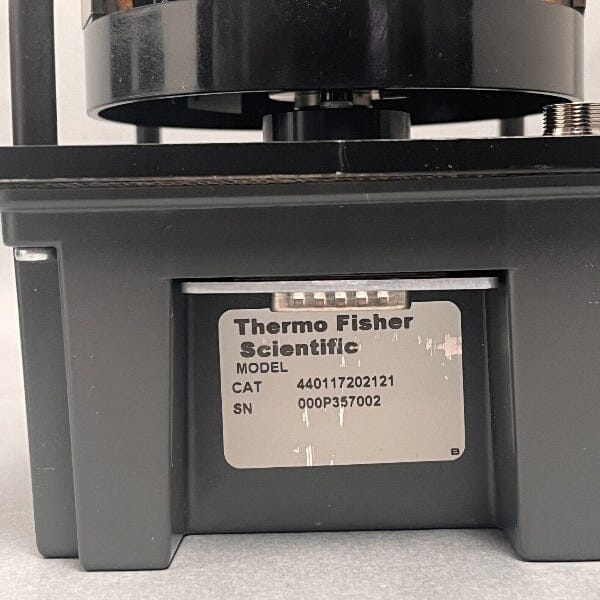 Thermo Fisher
Scientific
MODEL
CAT 440117202121
SN 000P357002
B